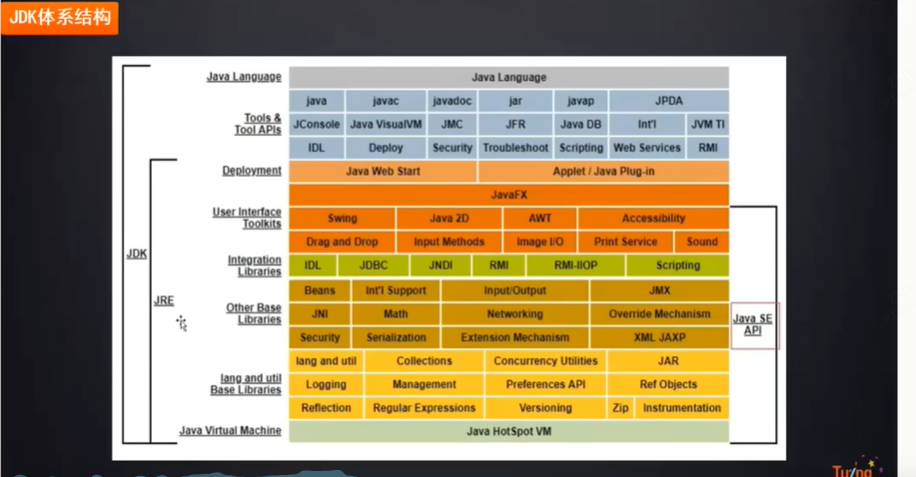 JDK体系结构
Java Language Java Language
java javac javadoc jar javap JPDA
Tools &
Tool APIs
JConsole Java VisualVM JMC JFR Java DB Int'l JVM TI
IDL Deploy Security Troubleshoot Scripting Web Services RMI
Deployment Java Web Start Applet / Java Plug-in
JavaFX
User Interface
Toolkits
Swing Java 2D AWT Accessibility
Drag and Drop Input Methods Image I/O Print Service Sound
Integration
Libraries
IDL JDBC JNDI RMI RMI-IIOP Scripting
JDK
JRE
Beans Int'l Support Input/Output JMX
Other Base
Libraries
JNI Math Networking Override Mechanism
Security Serialization Extension Mechanism XML JAXP
Java SE
API
lang and util Collections Concurrency Utilities JAR
lang and util
Base Libraries
Logging Management Preferences API Ref Objects
Reflection Regular Expressions Versioning Zip Instrumentation
Java Virtual Machine Java HotSpot VM